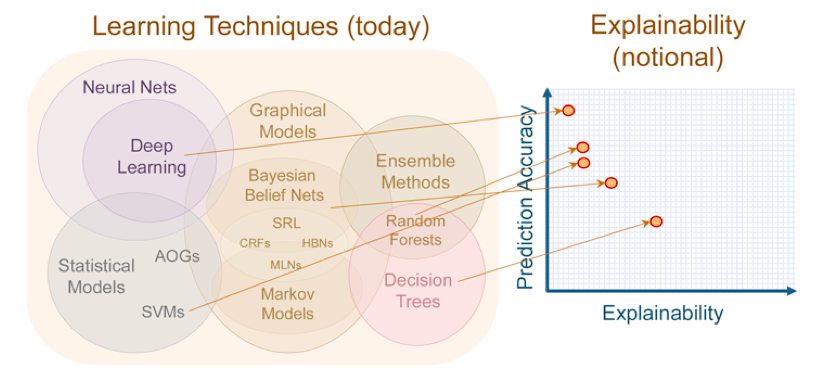 Learning Techniques (today)
Explainability
(notional)
Neural Nets
Graphical
Models
Deep
Learning
Bayesian
Belief Nets
Ensemble
Methods
SRL
CRFs
HBNs
MLNs
Random
Forests
AOGs
Statistical
Models
SVMs
Markov
Models
Decision
Trees
Prediction Accuracy
Explainability